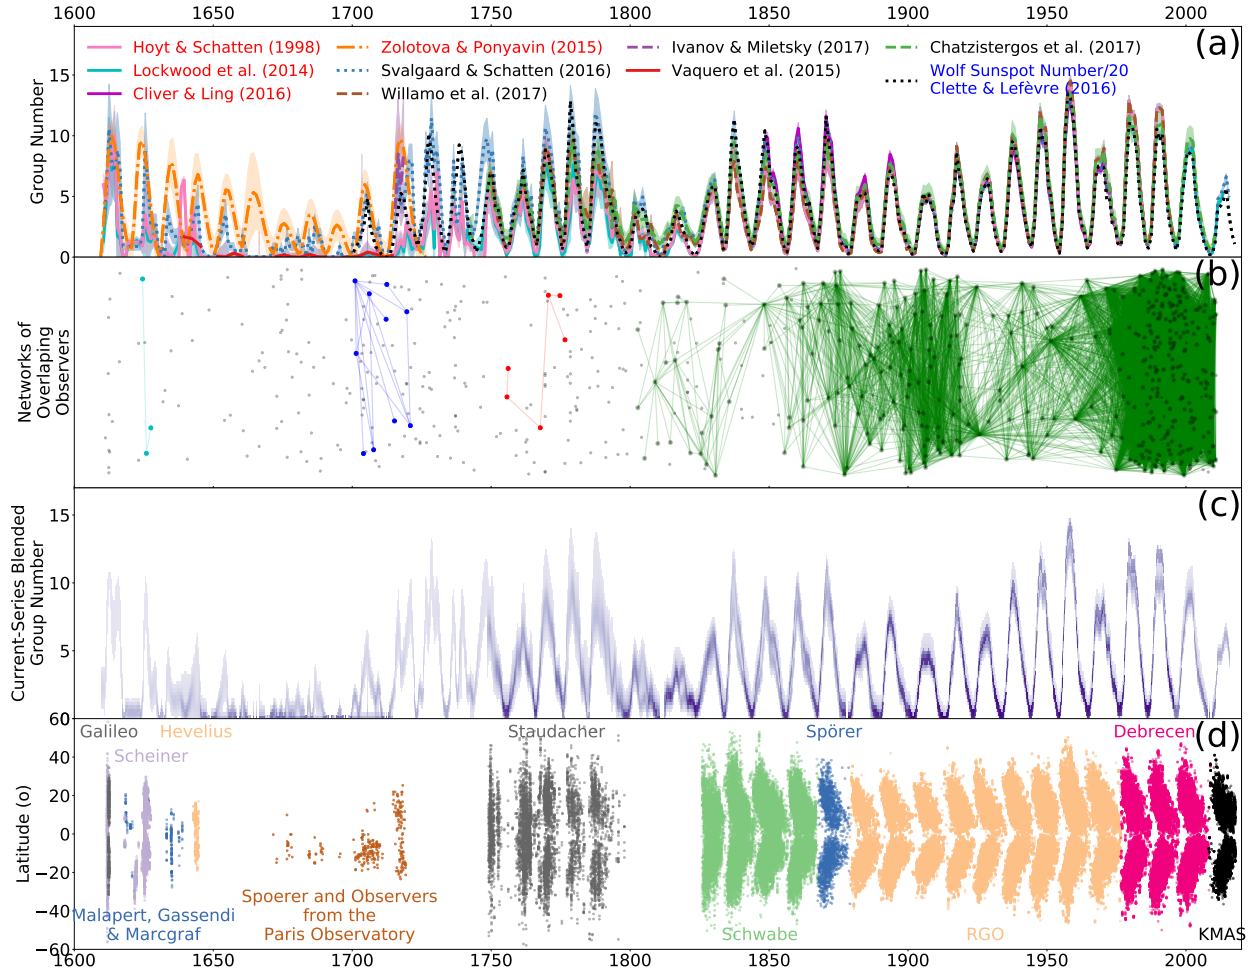 1600 1650 1700 1750 1800 1850 1900 1950 2000
(a)
Hoyt & Schatten (1998)
Lockwood et al. (2014)
Cliver & Ling (2016)
Zolotova & Ponyavin (2015)
Svalgaard & Schatten (2016)
Willamo et al. (2017)
Ivanov & Miletsky (2017)
Vaquero et al. (2015)
Chatzistergos et al. (2017)
Wolf Sunspot Number/20
Clette & Lefèvre (2016)
Group Number
15
10
5
0
(b)
Networks of
Overlaping
Observers
(c)
Current-Series Blended
Group Number
15
10
5
0
(d)
Latitude (o)
60
40
20
0
−20
−40
−60
Galileo
Hevelius
Scheiner
Staudacher
Spörer
Debrecen
Malapert, Gassendi
& Marcgraf
Spoerer and Observers
from the
Paris Observatory
Schwabe
RGO
KMAS
1600 1650 1700 1750 1800 1850 1900 1950 2000